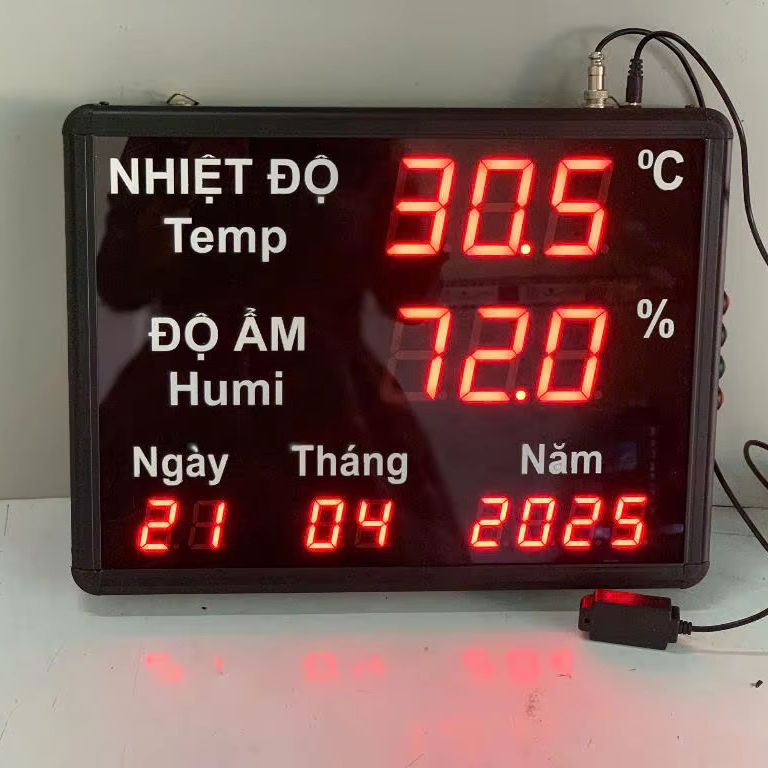 NHIỆT ĐỘ 30.5 ºC
Temp
ĐỘ ẨM 72.0 %
Humi
Ngày Tháng Năm
21 04 2025